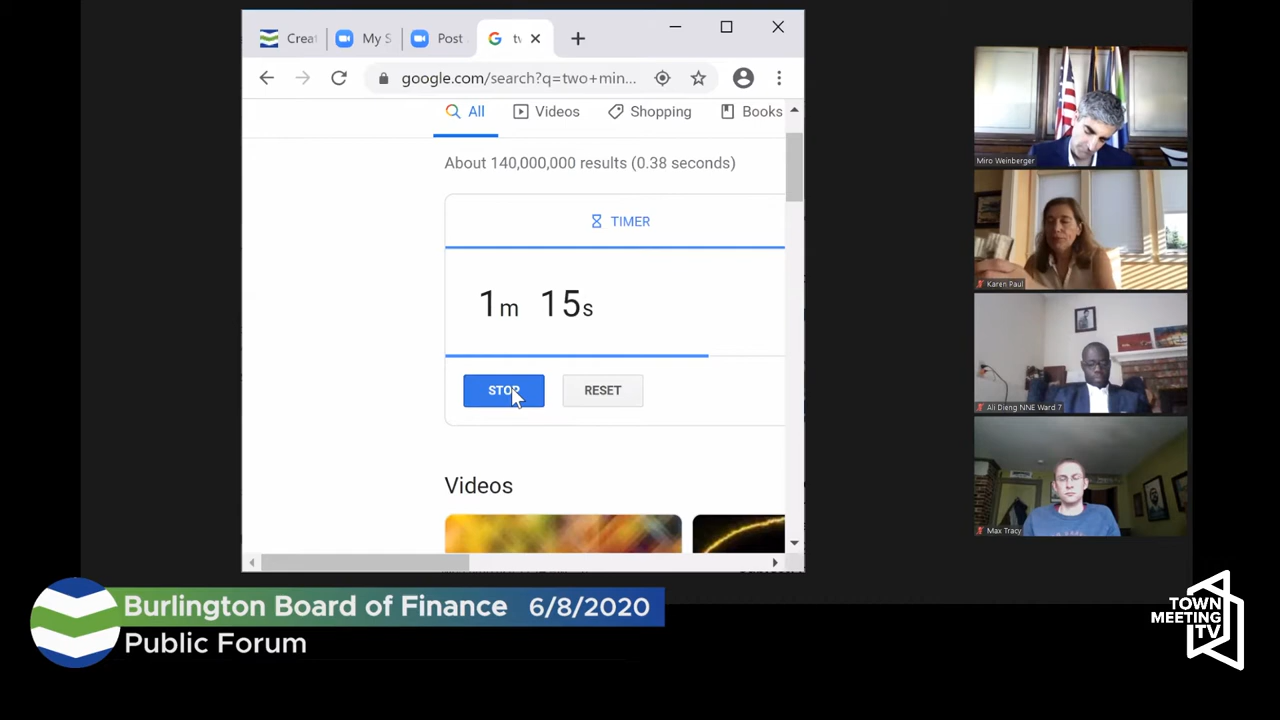 Crea
My S
Post
tv
google.com/search?q=two+min...
All
Videos
Shopping
Books
About 140,000,000 results (0.38 seconds)
TIMER
1m 15s
STOP
RESET
Videos
Miro Weinberger
Karen Paul
Ali Dieng NNE Ward 7
Max Tracy
Burlington Board of Finance 6/8/2020
Public Forum
TOWN
MEETING
TV